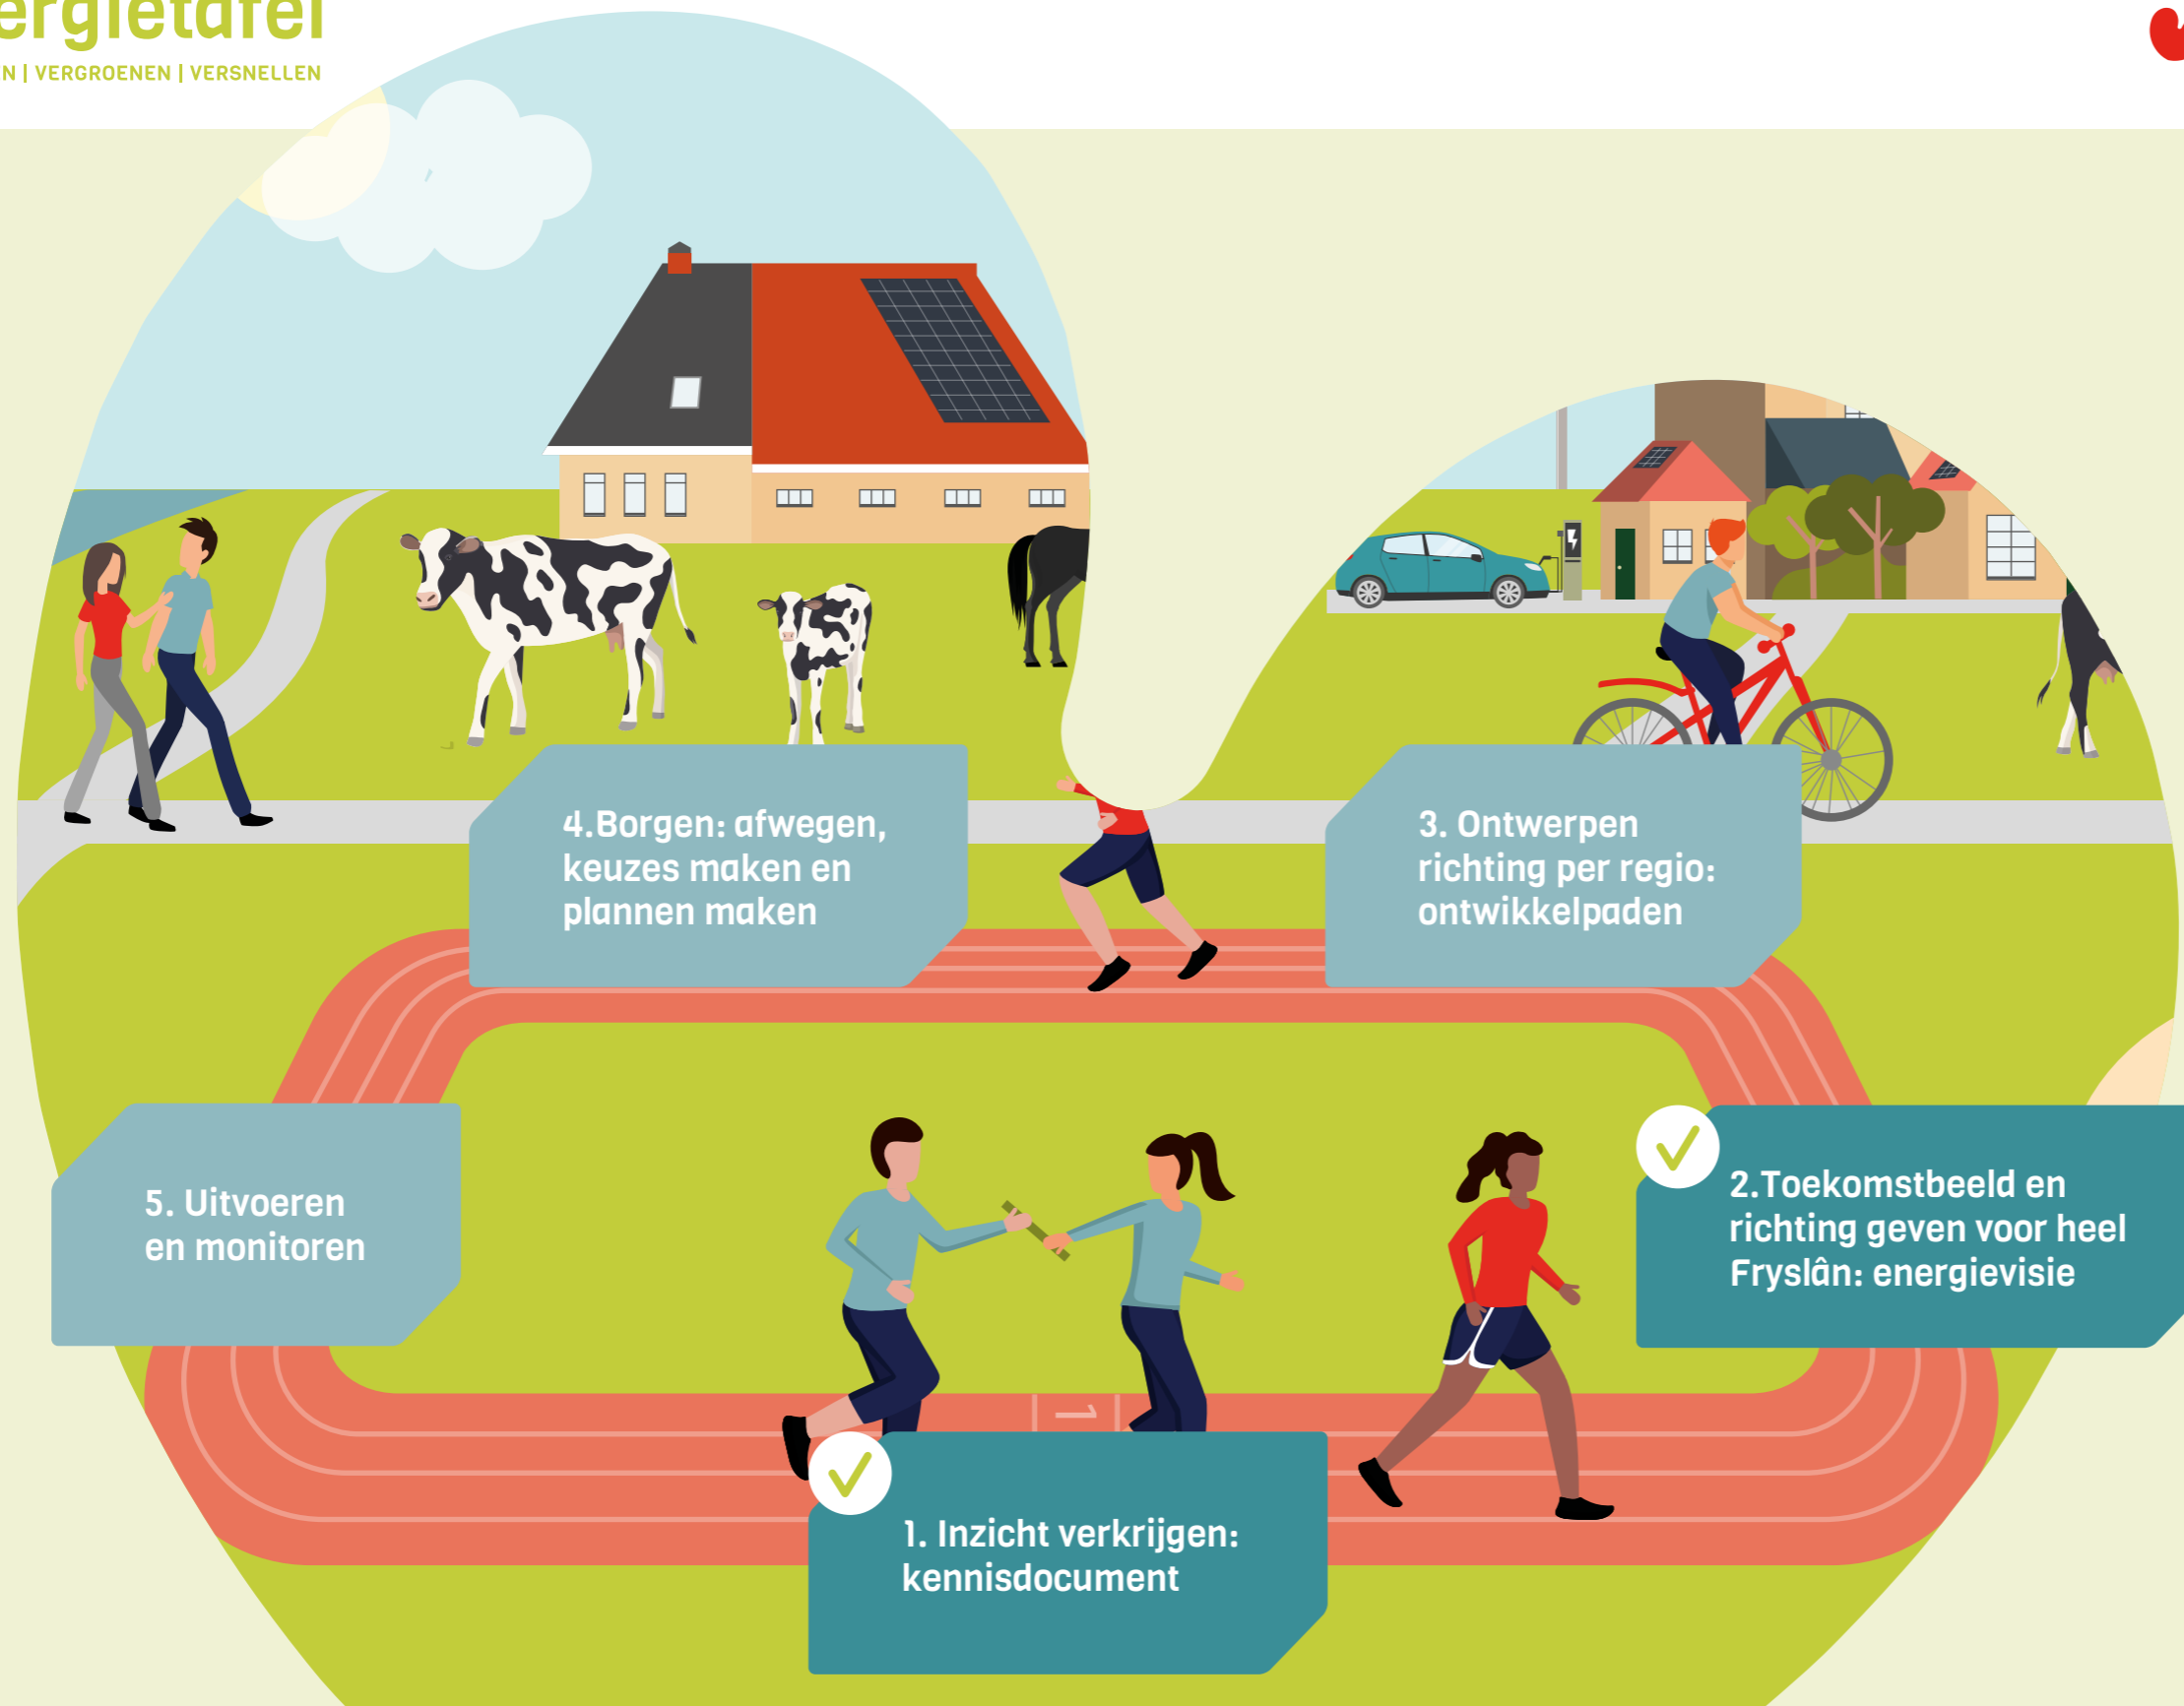 ergietafel
N | VERGROENEN | VERSNELLEN
4.Borgen: afwegen,
keuzes maken en
plannen maken
3. Ontwerpen
richting per regio:
ontwikkelpaden
5. Uitvoeren
en monitoren
2.Toekomstbeeld en
richting geven voor heel
Fryslân: energievisie
1
1. Inzicht verkrijgen:
kennisdocument